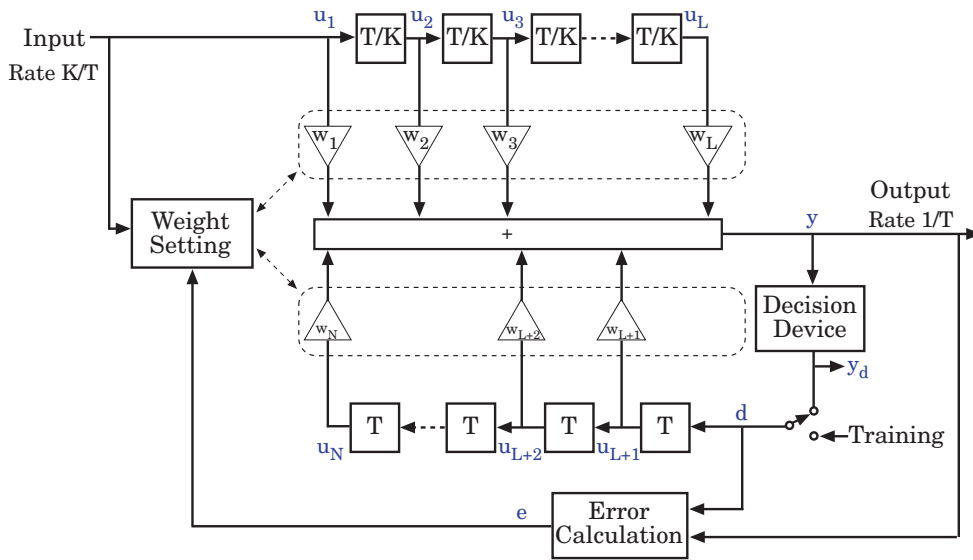 u1 u2 u3 uL
Input T/K T/K T/K T/K
Rate K/T
w1 w2 w3 wL
Output
Weight Setting + y Rate 1/T
Decision
Device
wN wL+2 wL+1
yd
T T T T d
uN uL+2 uL+1 Training
e Error
Calculation